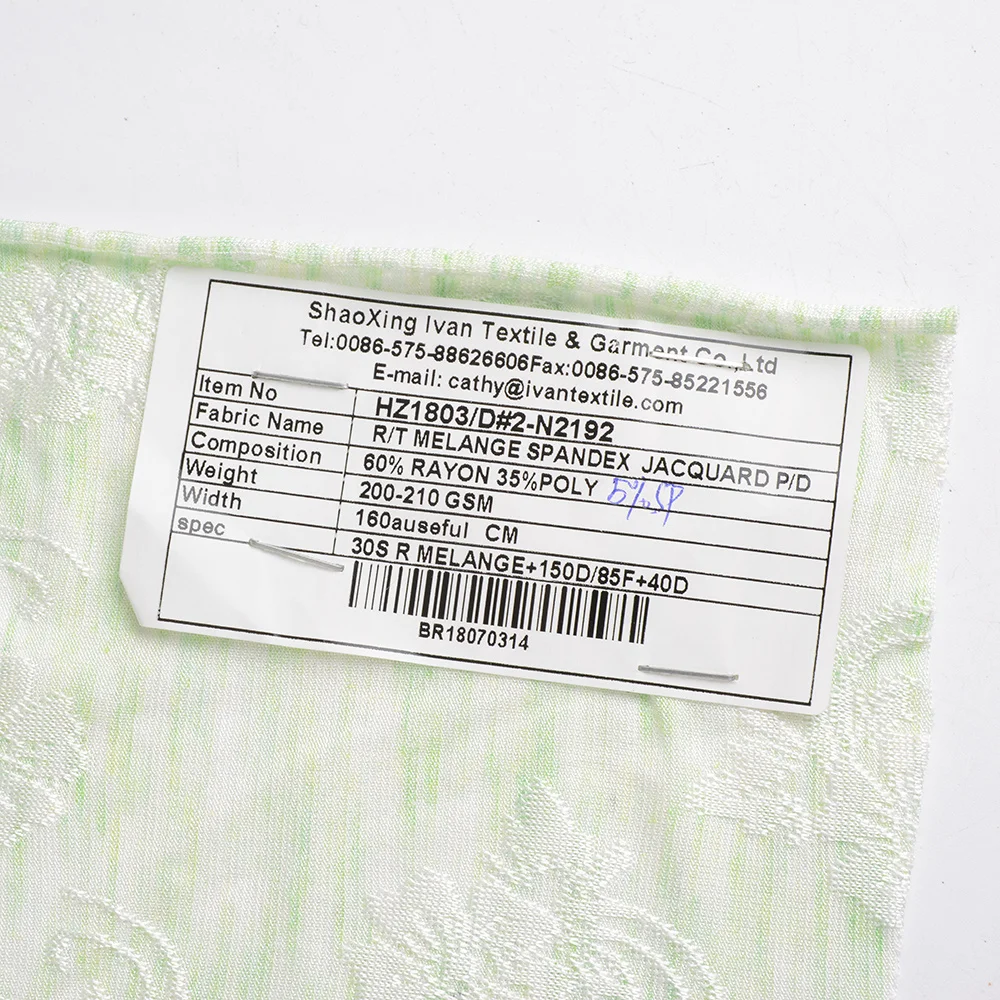 ShaoXing Ivan Textile & Garment Co.,Ltd
Tel:0086-575-88626606Fax:0086-575-85221556
E-mail: cathy@ivantextile.com
Item No HZ1803/D#2-N2192
Fabric Name R/T MELANGE SPANDEX JACQUARD P/D
Composition 60% RAYON 35%POLY 5%SP
Weight 200-210 GSM
Width 160auseful CM
spec 30S R MELANGE+150D/85F+40D
BR18070314